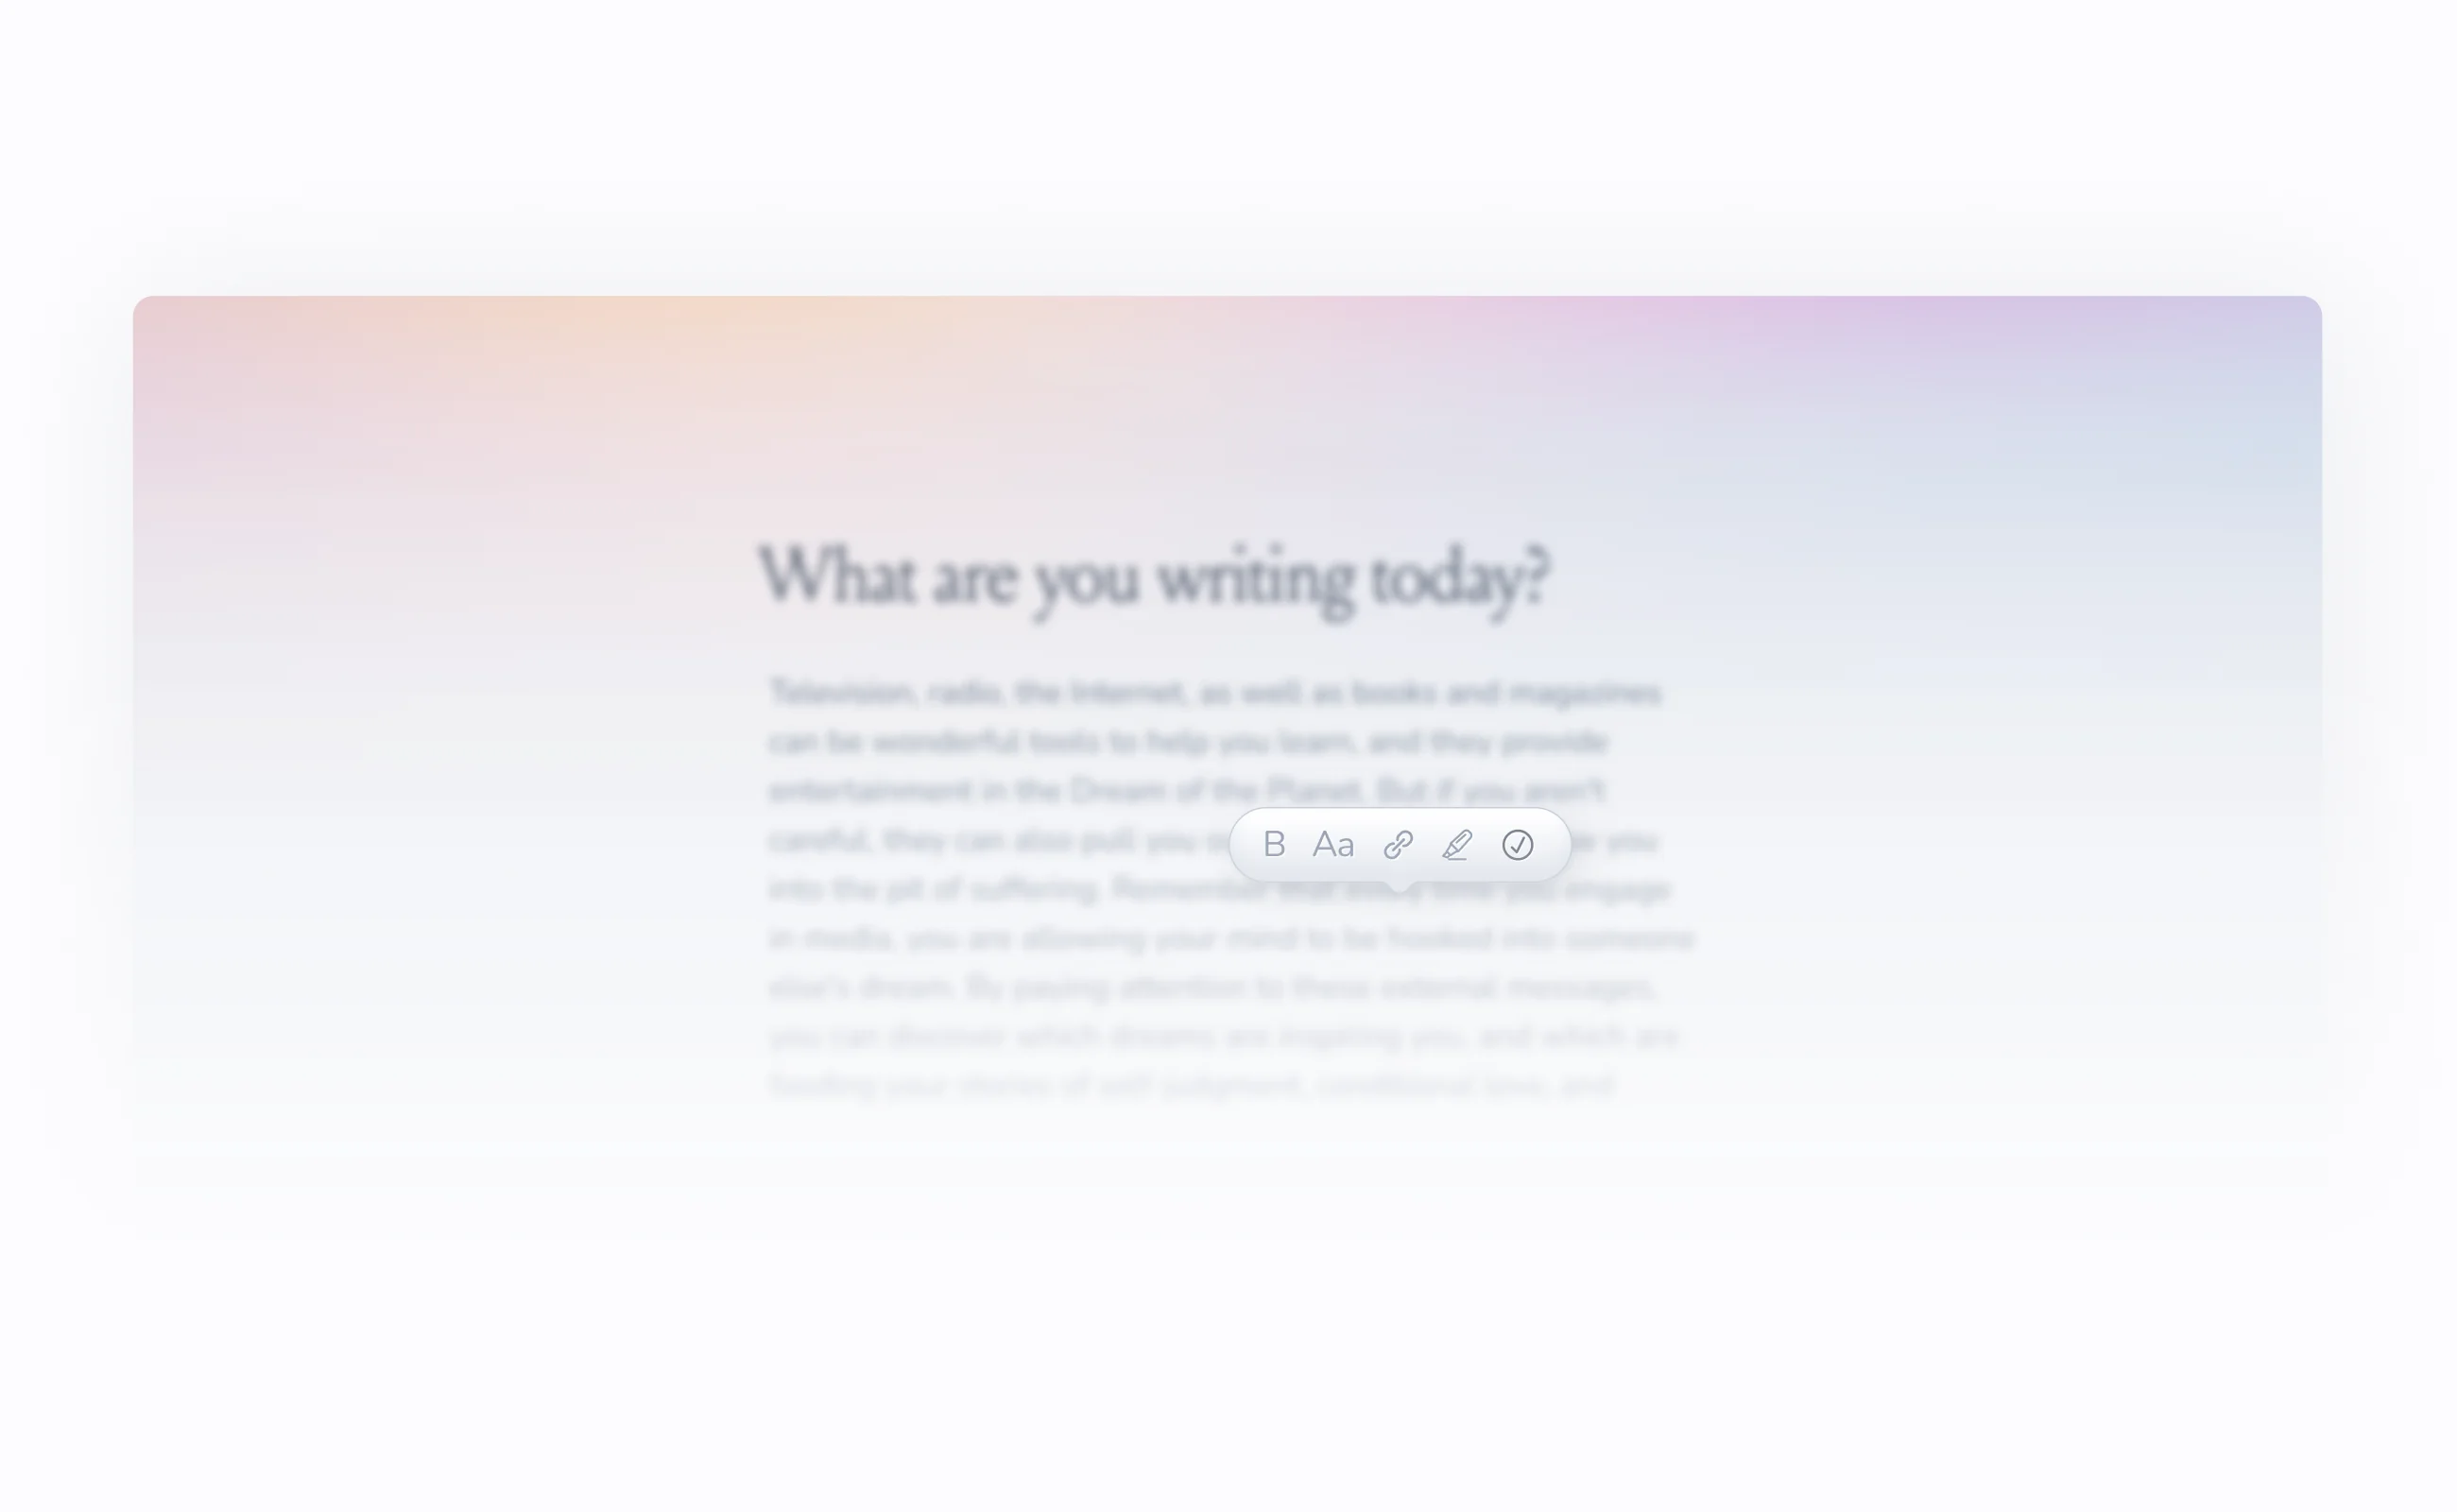 What are you writing today?
Television, radio, the Internet, as well as books and magazines
can be wonderful tools to help you learn, and they provide
entertainment in the Dream of the Planet. But if you aren't
careful, they can also pull you you
B Aa
into the pit of suffering. Remember that every time you engage
in media, you are allowing your mind to be hooked into someone
else's dream. By paying attention to these external messages,
you can discover which dreams are inspiring you, and which are
feeding your stories of self-judgment, conditional love, and